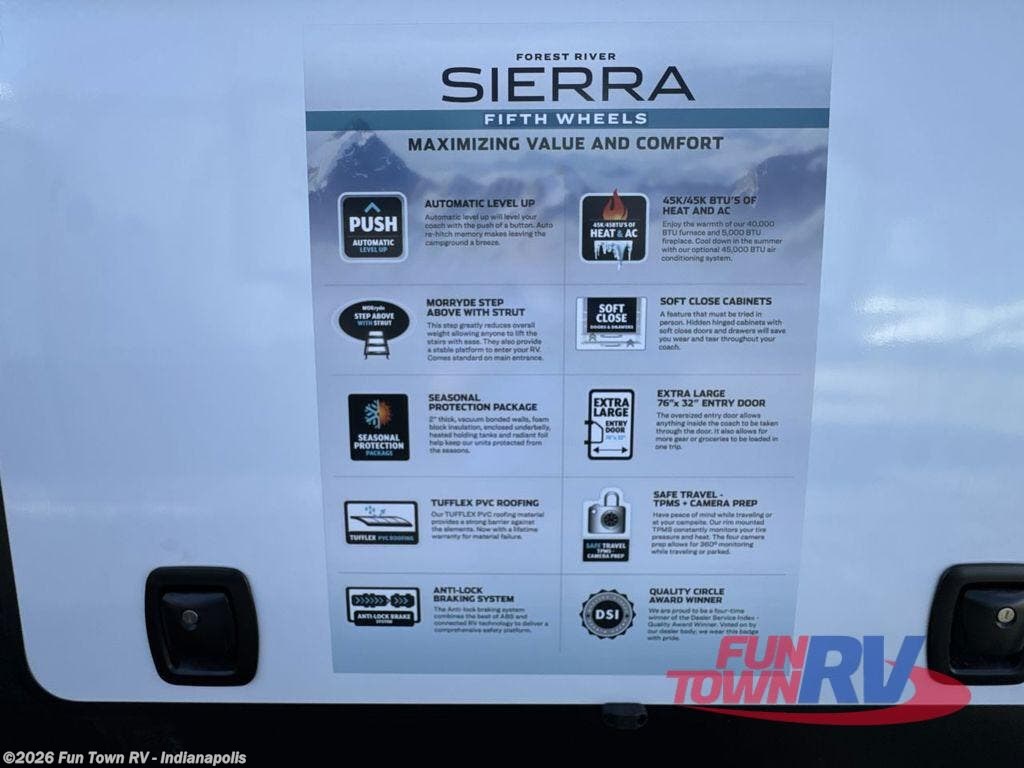 FOREST RIVER
SIERRA
FIFTH WHEELS
MAXIMIZING VALUE AND COMFORT
PUSH
AUTOMATIC
LEVEL UP
AUTOMATIC LEVEL UP
Automatic level up will level your
coach with the push of a button. Auto
re-hitch memory makes leaving the
campground a breeze.
45K/45K BTU'S OF
HEAT & AC
45K/45K BTU'S OF
HEAT AND AC
Enjoy the warmth of our 40,000
BTU furnace and 5,000 BTU
fireplace. Cool down in the summer
with our optional 45,000 BTU air
conditioning system.
MORryde
STEP ABOVE
WITH STRUT
MORRYDE STEP
ABOVE WITH STRUT
This step greatly reduces overall
weight allowing anyone to lift the
stairs with ease. They also provide
a stable platform to enter your RV.
Comes standard on main entrance.
SOFT
CLOSE
DOORS & DRAWERS
SOFT CLOSE CABINETS
A feature that must be tried in
person. Hidden hinged cabinets with
soft close doors and drawers will save
you wear and tear throughout your
coach.
SEASONAL
PROTECTION
PACKAGE
SEASONAL
PROTECTION PACKAGE
2" thick, vacuum bonded walls, foam
block insulation, enclosed underbelly,
heated holding tanks and radiant foil
help keep our units protected from
the seasons.
EXTRA
LARGE
ENTRY
DOOR
76"x 32"
EXTRA LARGE
76"x 32" ENTRY DOOR
The oversized entry door allows
anything inside the coach to be taken
through the door. It also allows for
more gear or groceries to be loaded in
one trip.
TUFFLEX PVC ROOFING
TUFFLEX PVC ROOFING
Our TUFFLEX PVC roofing material
provides a strong barrier against
the elements. Now with a lifetime
warranty for material failure.
SAFE TRAVEL
TPMS +
CAMERA PREP
SAFE TRAVEL -
TPMS + CAMERA PREP
Have peace of mind while traveling or
at your campsite. Our rim mounted
TPMS constantly monitors your tire
pressure and heat. The four camera
prep allows for 360º monitoring
while traveling or parked.
ANTI-LOCK BRAKE
SYSTEM
ANTI-LOCK
BRAKING SYSTEM
The Anti-lock braking system
combines the best of ABS and
connected RV technology to deliver a
comprehensive safety platform.
DSI
QUALITY CIRCLE
AWARD WINNER
We are proud to be a four-time
winner of the Dealer Service Index -
Quality Award Winner. Voted on by
our dealer body; we wear this badge
with pride.
FUN
TOWN RV
©2026 Fun Town RV - Indianapolis